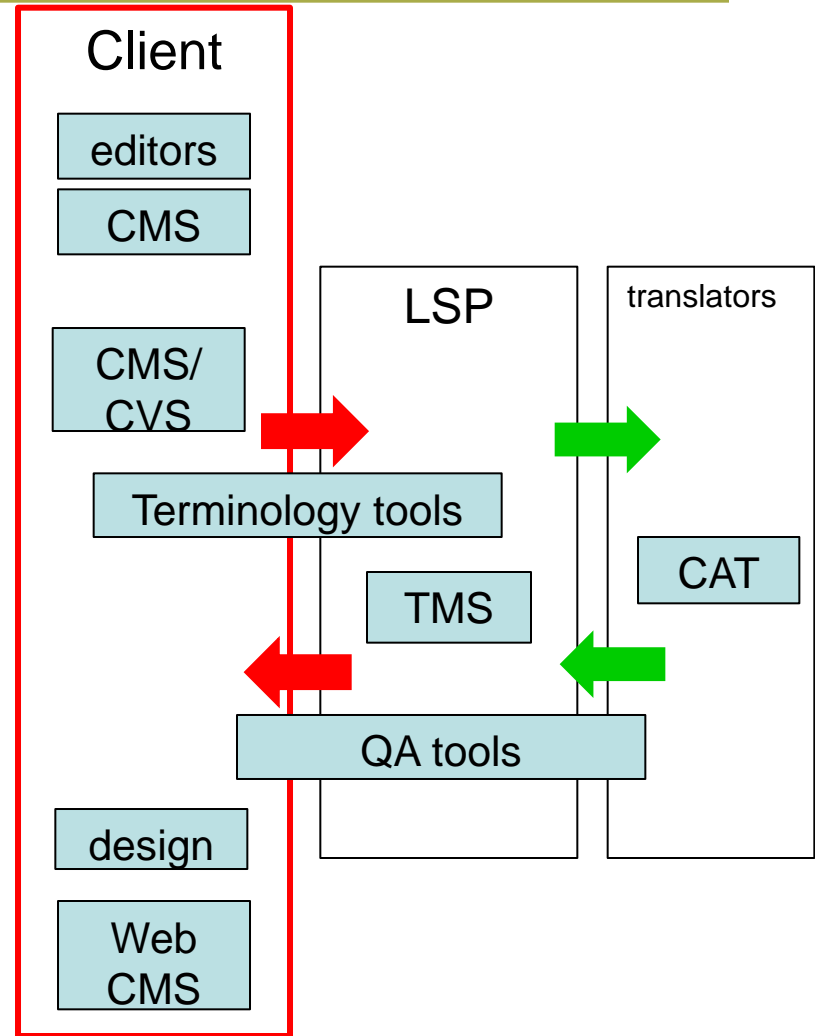 Client
editors
CMS
CMS/
CVS
Terminology tools
LSP
TMS
translators
CAT
QA tools
design
Web
CMS